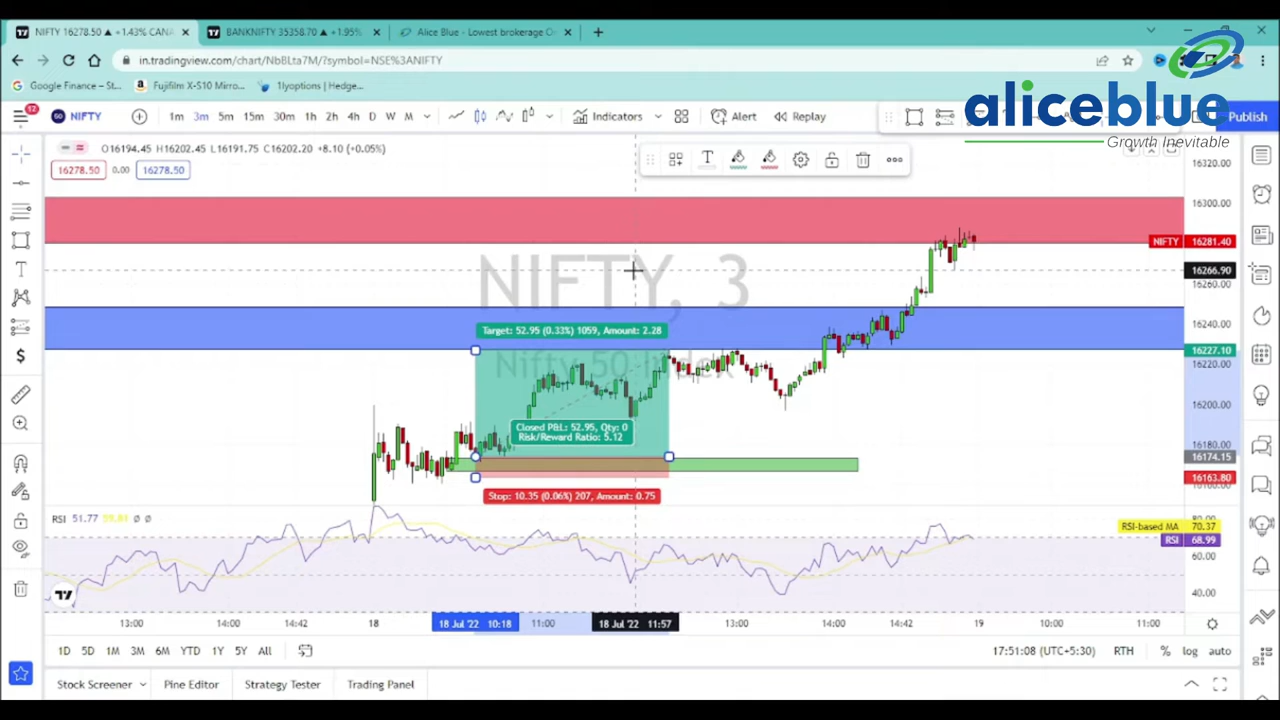 NIFTY 16278.50 ▲ +1.43% CANA
BANKNIFTY 35358.70 ▲ +1.95%
Alice Blue - Lowest brokerage O
in.tradingview.com/chart/NbBLta7M/?symbol=NSE%3ANIFTY
Google Finance – St...
Fujifilm X-S10 Mirro...
1lyoptions | Hedge...
aliceblue
Growth Inevitable
12
50 NIFTY
1m 3m 5m 15m 30m 1h 2h 4h D W M
Indicators
Alert
Replay
Publish
O16194.45 H16202.45 L16191.75 C16202.20 +8.10 (+0.05%)
16278.50 0.00 16278.50
NIFTY, 3
Nifty 50 Index
Target: 52.95 (0.33%) 1059, Amount: 2.28
Closed P&L: 52.95, Qty: 0
Risk/Reward Ratio: 5.12
Stop: 10.35 (0.06%) 207, Amount: 0.75
16320.00
16300.00
NIFTY 16281.40
16266.90
16260.00
16240.00
16227.10
16220.00
16200.00
16180.00
16174.15
16163.80
RSI 51.77 59.81 Ø Ø
80.00
RSI-based MA 70.37
RSI 68.99
60.00
40.00
13:00 14:00 14:42 18 18 Jul '22 10:18 11:00 18 Jul '22 11:57 13:00 14:00 14:42 19 10:00 11:00
1D 5D 1M 3M 6M YTD 1Y 5Y All
17:51:08 (UTC+5:30) RTH % log auto
Stock Screener Pine Editor Strategy Tester Trading Panel